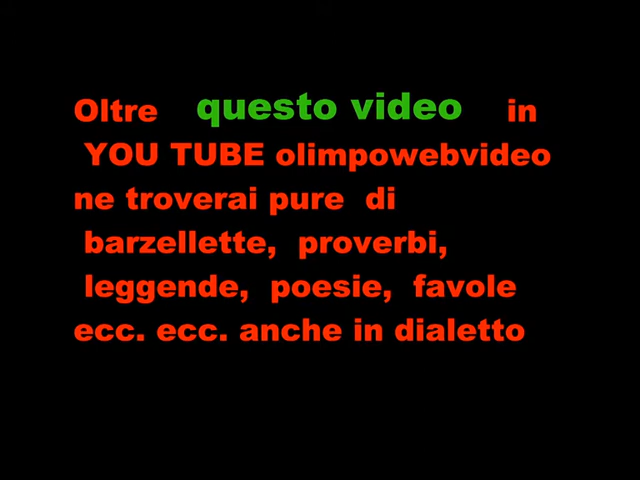 Oltre questo video in
YOU TUBE olimpowebvideo
ne troverai pure di
barzellette, proverbi,
leggende, poesie, favole
ecc. ecc. anche in dialetto